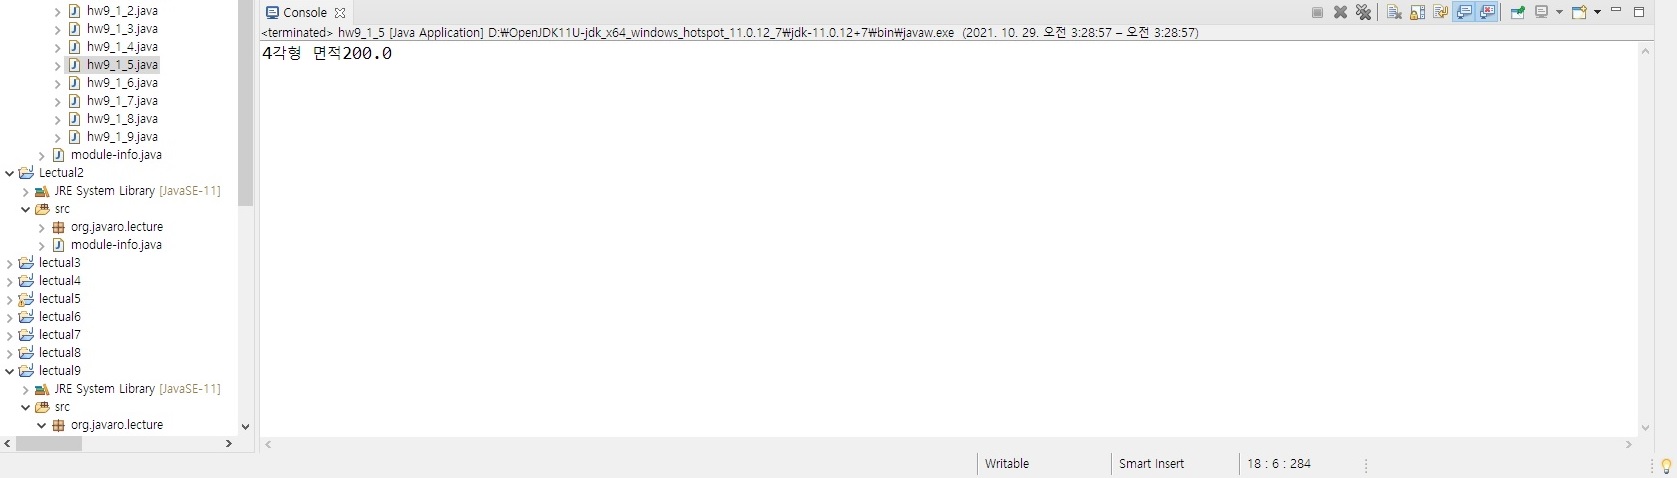 hw9_1_2.java
hw9_1_3.java
hw9_1_4.java
hw9_1_5.java
hw9_1_6.java
hw9_1_7.java
hw9_1_8.java
hw9_1_9.java
module-info.java
Lectual2
JRE System Library [JavaSE-11]
src
org.javaro.lecture
module-info.java
lectual3
lectual4
lectual5
lectual6
lectual7
lectual8
lectual9
JRE System Library [JavaSE-11]
src
org.javaro.lecture
Console
<terminated> hw9_1_5 [Java Application] D:₩OpenJDK11U-jdk_x64_windows_hotspot_11.0.12_7₩jdk-11.0.12+7₩bin₩javaw.exe (2021. 10. 29. 오전 3:28:57 – 오전 3:28:57)
4각형 면적200.0
Writable
Smart Insert
18 : 6 : 284